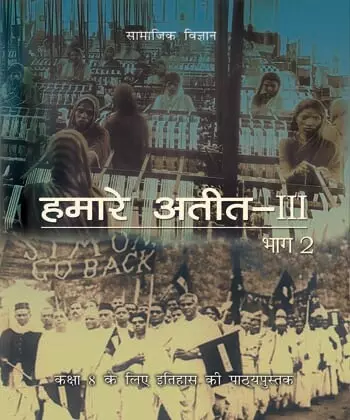 सामाजिक विज्ञान
हमारे अतीत–III
भाग 2
SIMON
GO BACK
कक्षा 8 के लिए इतिहास की पाठ्यपुस्तक